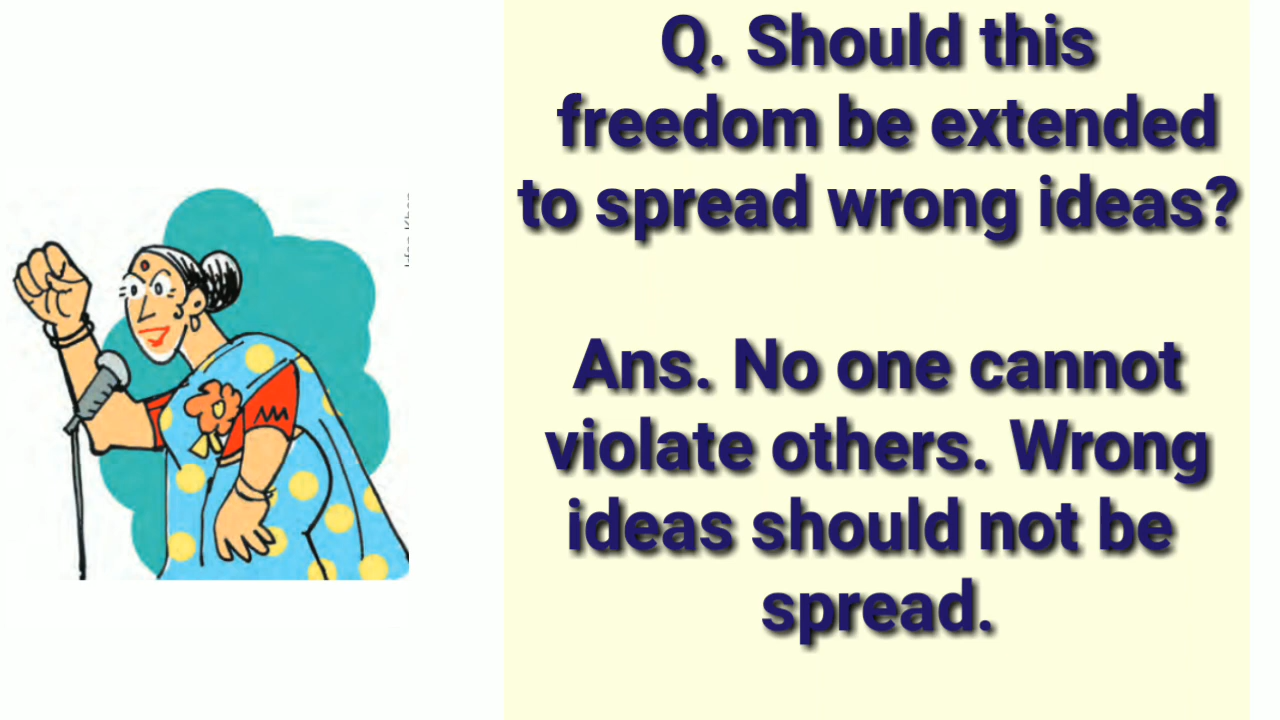 Q. Should this
freedom be extended
to spread wrong ideas?
Ans. No one cannot
violate others. Wrong
ideas should not be
spread.